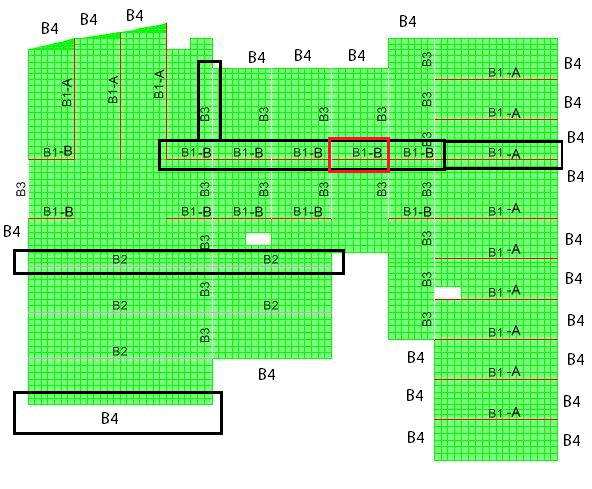 B4 B4 B4 B4
B4 B4 B4 B3 B4
B1-A B1-A B1-A B1-A
B4
B3 B3 B3 B3 B3 B1-A
B4
B1-B B1-B B1-B B1-B B1-B B1-B B1-A
B3 B3 B3 B3 B3 B3 B4
B1-B B1-B B1-B B1-B B1-B B1-A
B4 B3 B3 B4
B2 B2 B1-A
B4
B3 B3 B1-A
B2 B2
B3 B3 B4
B1-A
B2
B4 B4
B4 B1-A
B4 B4
B4 B1-A
B4 B4